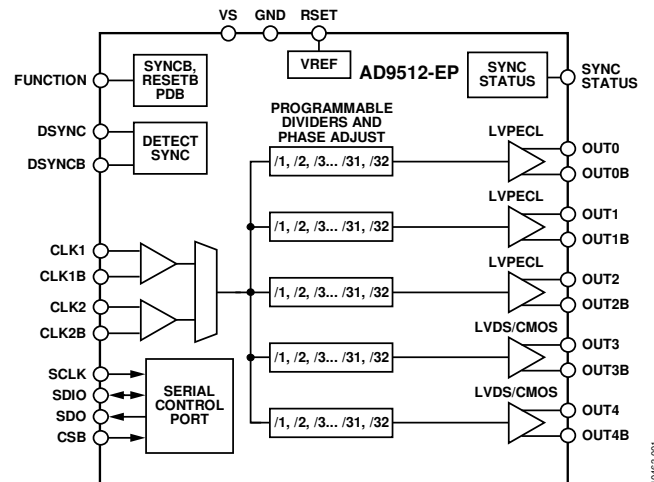 VS GND RSET
VREF
AD9512-EP
FUNCTION
SYNCB,
RESETB
PDB
SYNC
STATUS
SYNC
STATUS
DSYNC
DSYNCB
DETECT
SYNC
PROGRAMMABLE
DIVIDERS AND
PHASE ADJUST
/1, /2, /3... /31, /32
LVPECL
OUT0
OUT0B
/1, /2, /3... /31, /32
LVPECL
OUT1
OUT1B
CLK1
CLK1B
CLK2
CLK2B
/1, /2, /3... /31, /32
LVPECL
OUT2
OUT2B
/1, /2, /3... /31, /32
LVDS/CMOS
OUT3
OUT3B
SCLK
SDIO
SDO
CSB
SERIAL
CONTROL
PORT
/1, /2, /3... /31, /32
LVDS/CMOS
OUT4
OUT4B